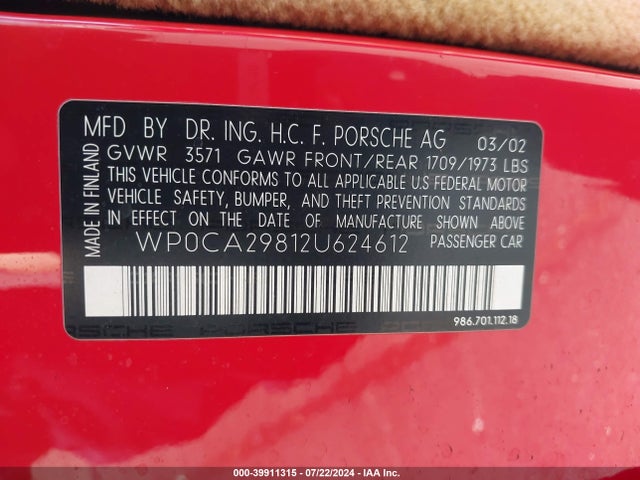 MFD BY DR. ING. H.C. F. PORSCHE AG 03/02
GVWR 3571 GAWR FRONT/REAR 1709/1973 LBS
THIS VEHICLE CONFORMS TO ALL APPLICABLE U.S FEDERAL MOTOR
VEHICLE SAFETY, BUMPER, AND THEFT PREVENTION STANDARDS
IN EFFECT ON THE DATE OF MANUFACTURE SHOWN ABOVE
WP0CA29812U624612 PASSENGER CAR
MADE IN FINLAND
986.701.112.18
000-39911315 - 07/22/2024 - IAA Inc.